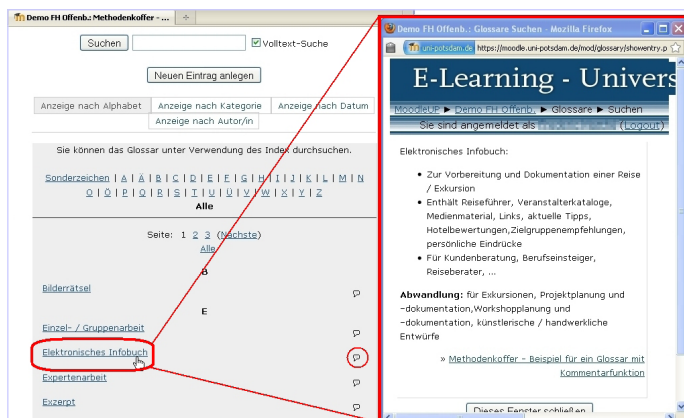 Demo FH Offenb.: Methodenkoffer - ...
Suchen
Volltext-Suche
Neuen Eintrag anlegen
Anzeige nach Alphabet
Anzeige nach Kategorie
Anzeige nach Datum
Anzeige nach Autor/in
Sie können das Glossar unter Verwendung des Index durchsuchen.
Sonderzeichen | A | Ä | B | C | D | E | F | G | H | I | J | K | L | M | N
O | Ö | P | Q | R | S | T | U | Ü | V | W | X | Y | Z
Alle
Seite: 1 2 3 (Nächste)
Alle
B
Bilderrätsel
E
Einzel- / Gruppenarbeit
Elektronisches Infobuch
Expertenarbeit
Exzerpt
Demo FH Offenb.: Glossare Suchen - Mozilla Firefox
uni-potsdam.de https://moodle.uni-potsdam.de/mod/glossary/showentry.p
E-Learning - Univers
MoodleUP ► Demo FH Offenb. ► Glossare ► Suchen
Sie sind angemeldet als (Logout)
Elektronisches Infobuch:
• Zur Vorbereitung und Dokumentation einer Reise
/ Exkursion
• Enthält Reiseführer, Veranstalterkataloge,
Medienmaterial, Links, aktuelle Tipps,
Hotelbewertungen,Zielgruppenempfehlungen,
persönliche Eindrücke
• Für Kundenberatung, Berufseinsteiger,
Reiseberater, ...
Abwandlung: für Exkursionen, Projektplanung und
-dokumentation,Workshopplanung und
-dokumentation, künstlerische / handwerkliche
Entwürfe
» Methodenkoffer - Beispiel für ein Glossar mit
Kommentarfunktion
Dieses Fenster schließen